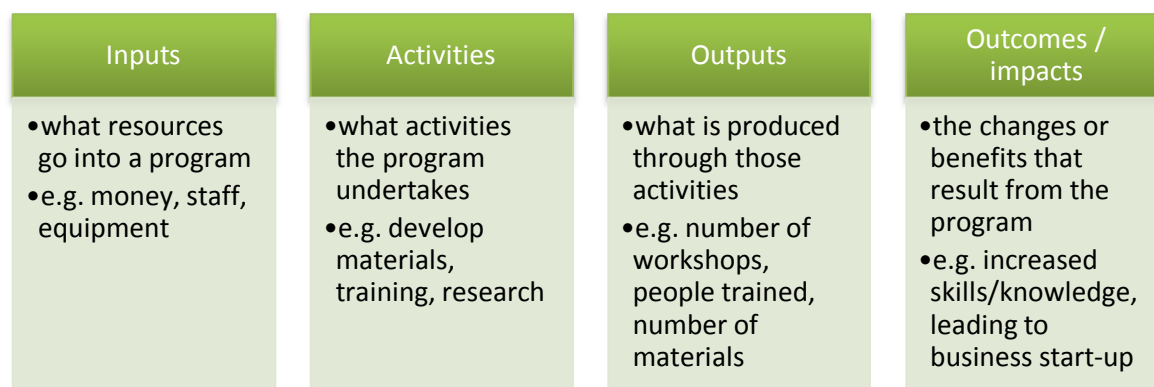 Inputs
•what resources
go into a program
•e.g. money, staff,
equipment
Activities
•what activities
the program
undertakes
•e.g. develop
materials,
training, research
Outputs
•what is produced
through those
activities
•e.g. number of
workshops,
people trained,
number of
materials
Outcomes /
impacts
•the changes or
benefits that
result from the
program
•e.g. increased
skills/knowledge,
leading to
business start-up